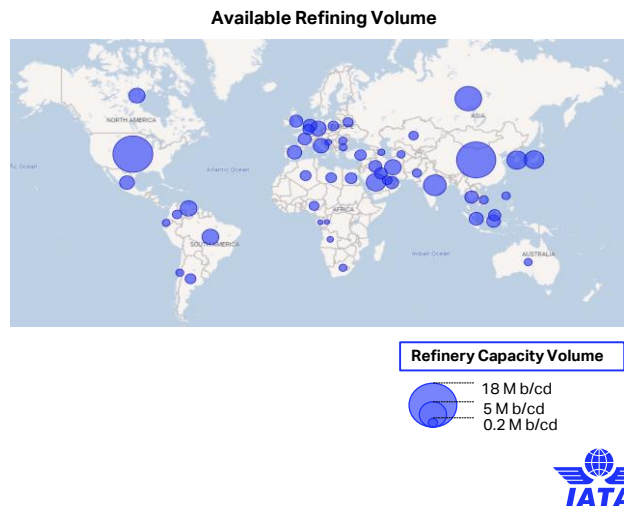 Available Refining Volume
NORTH AMERICA
ASIA
Atlantic Ocean
AFRICA
SOUTH AMERICA
Indian Ocean
AUSTRALIA
Refinery Capacity Volume
18 M b/cd
5 M b/cd
0.2 M b/cd
IATA